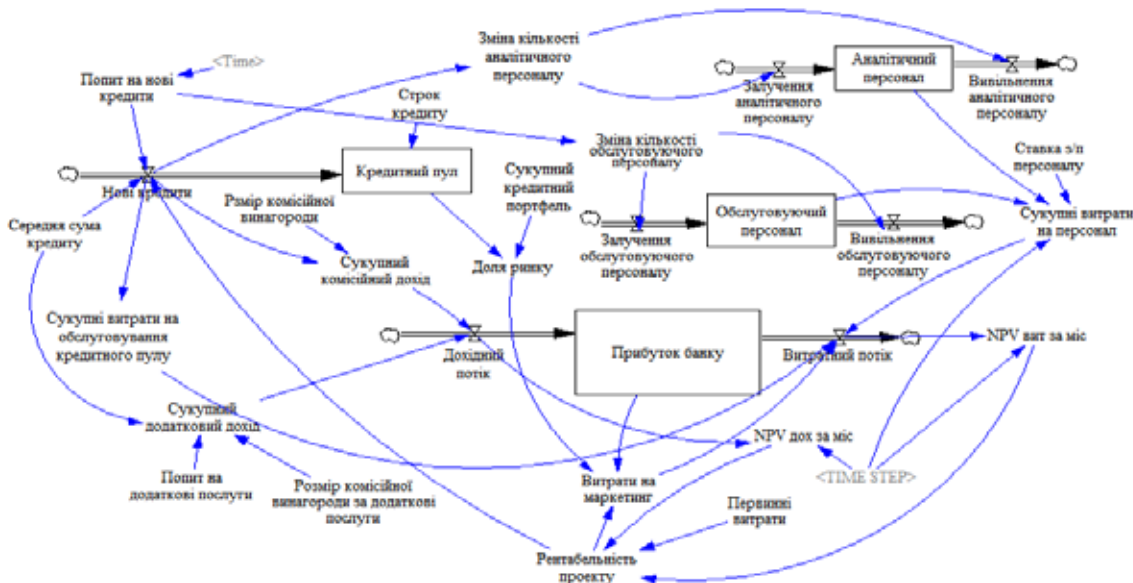 Зміна кількості
аналітичного
персоналу
<Time>
Попит на нові
кредити
Аналітичний
персонал
Залучення
аналітичного
персоналу
Вивільнення
аналітичного
персоналу
Строк
кредиту
Зміна кількості
обслуговуючого
персоналу
Ставка з/п
персоналу
Кредитний пул
Сукупний
кредитний
портфель
Нові кредити
Рзмір комісійної
винагороди
Середня сума
кредиту
Обслуговуючий
персонал
Сукупні витрати
на персонал
Залучення
обслуговуючого
персоналу
Вивільнення
обслуговуючого
персоналу
Сукупний
комісійний дохід
Доля ринку
Сукупні витрати на
обслуговування
кредитного пулу
Дохідний
потік
Прибуток банку
Витратний потік
NPV вит за міс
Сукупний
додатковий дохід
NPV дох за міс
<TIME STEP>
Попит на
додаткові послуги
Розмір комісійної
винагороди за додаткові
послуги
Витрати на
маркетинг
Первинні
витрати
Рентабельність
проекту